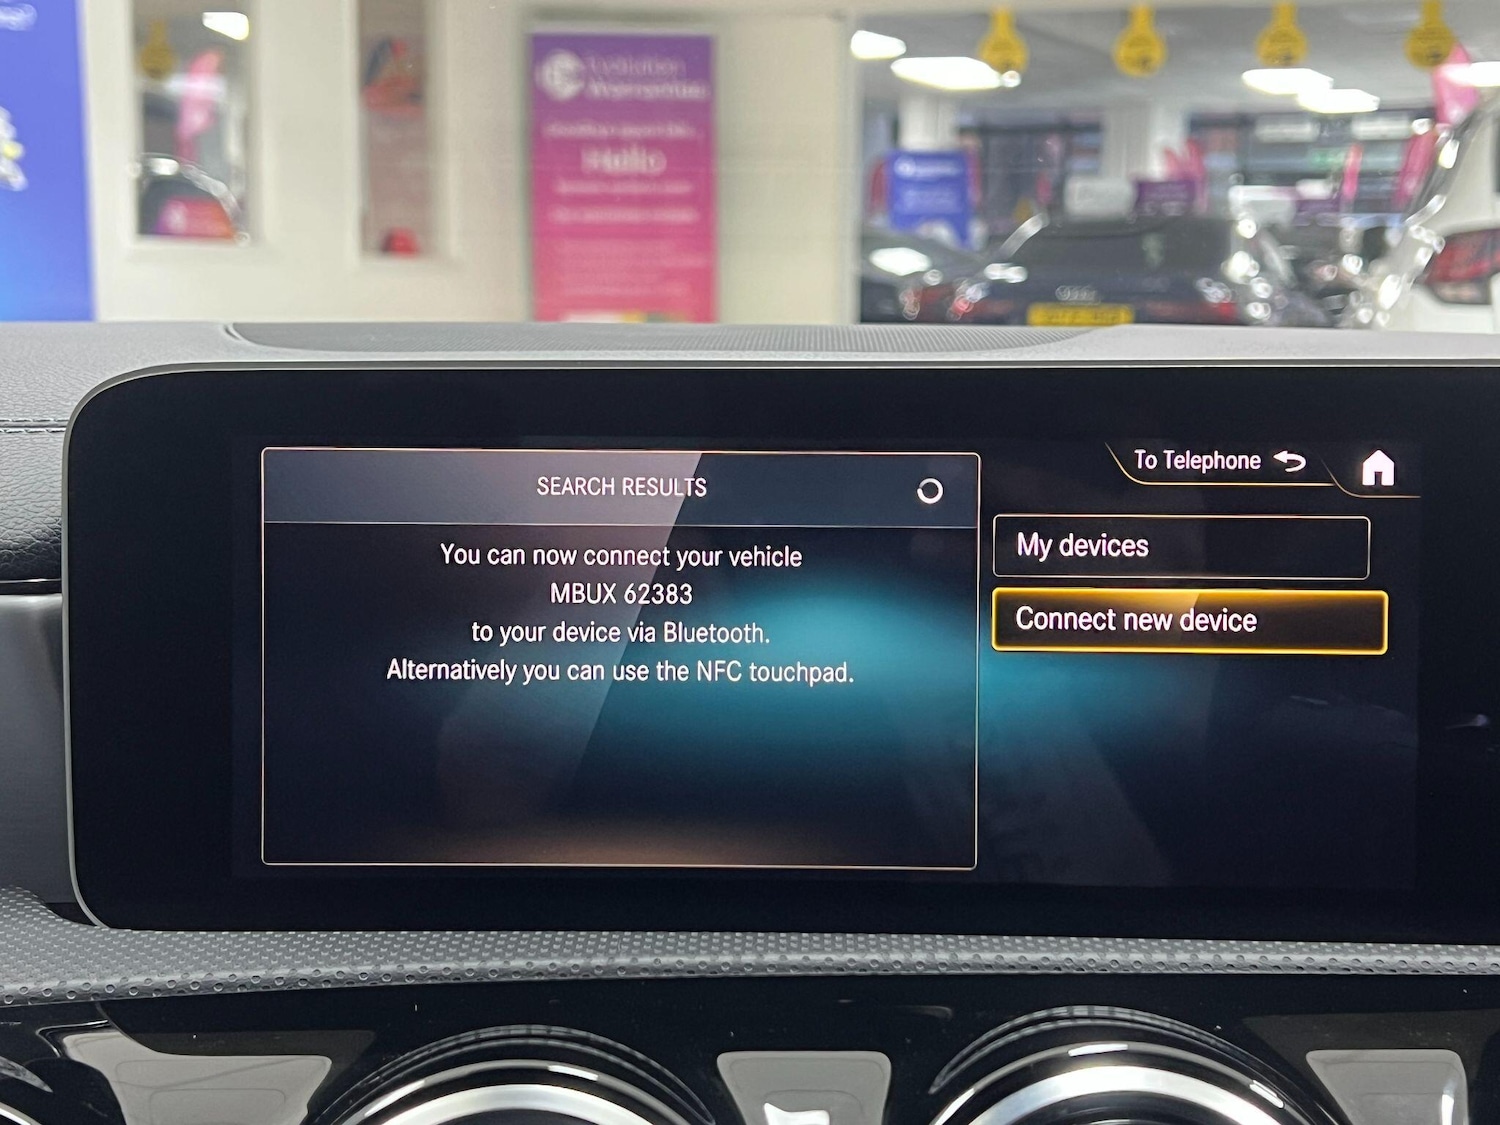 Hello
To Telephone
SEARCH RESULTS
You can now connect your vehicle
MBUX 62383
to your device via Bluetooth.
Alternatively you can use the NFC touchpad.
My devices
Connect new device